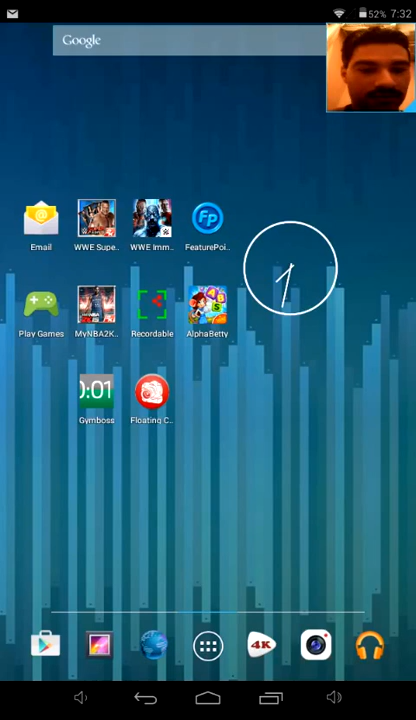 52% 7:32
Google
Email
WWE Supe..
WWE Imm..
FeaturePoi..
Play Games
MyNBA2K..
Recordable
AlphaBetty
Gymboss
Floating C..
Fp
0:01
4K